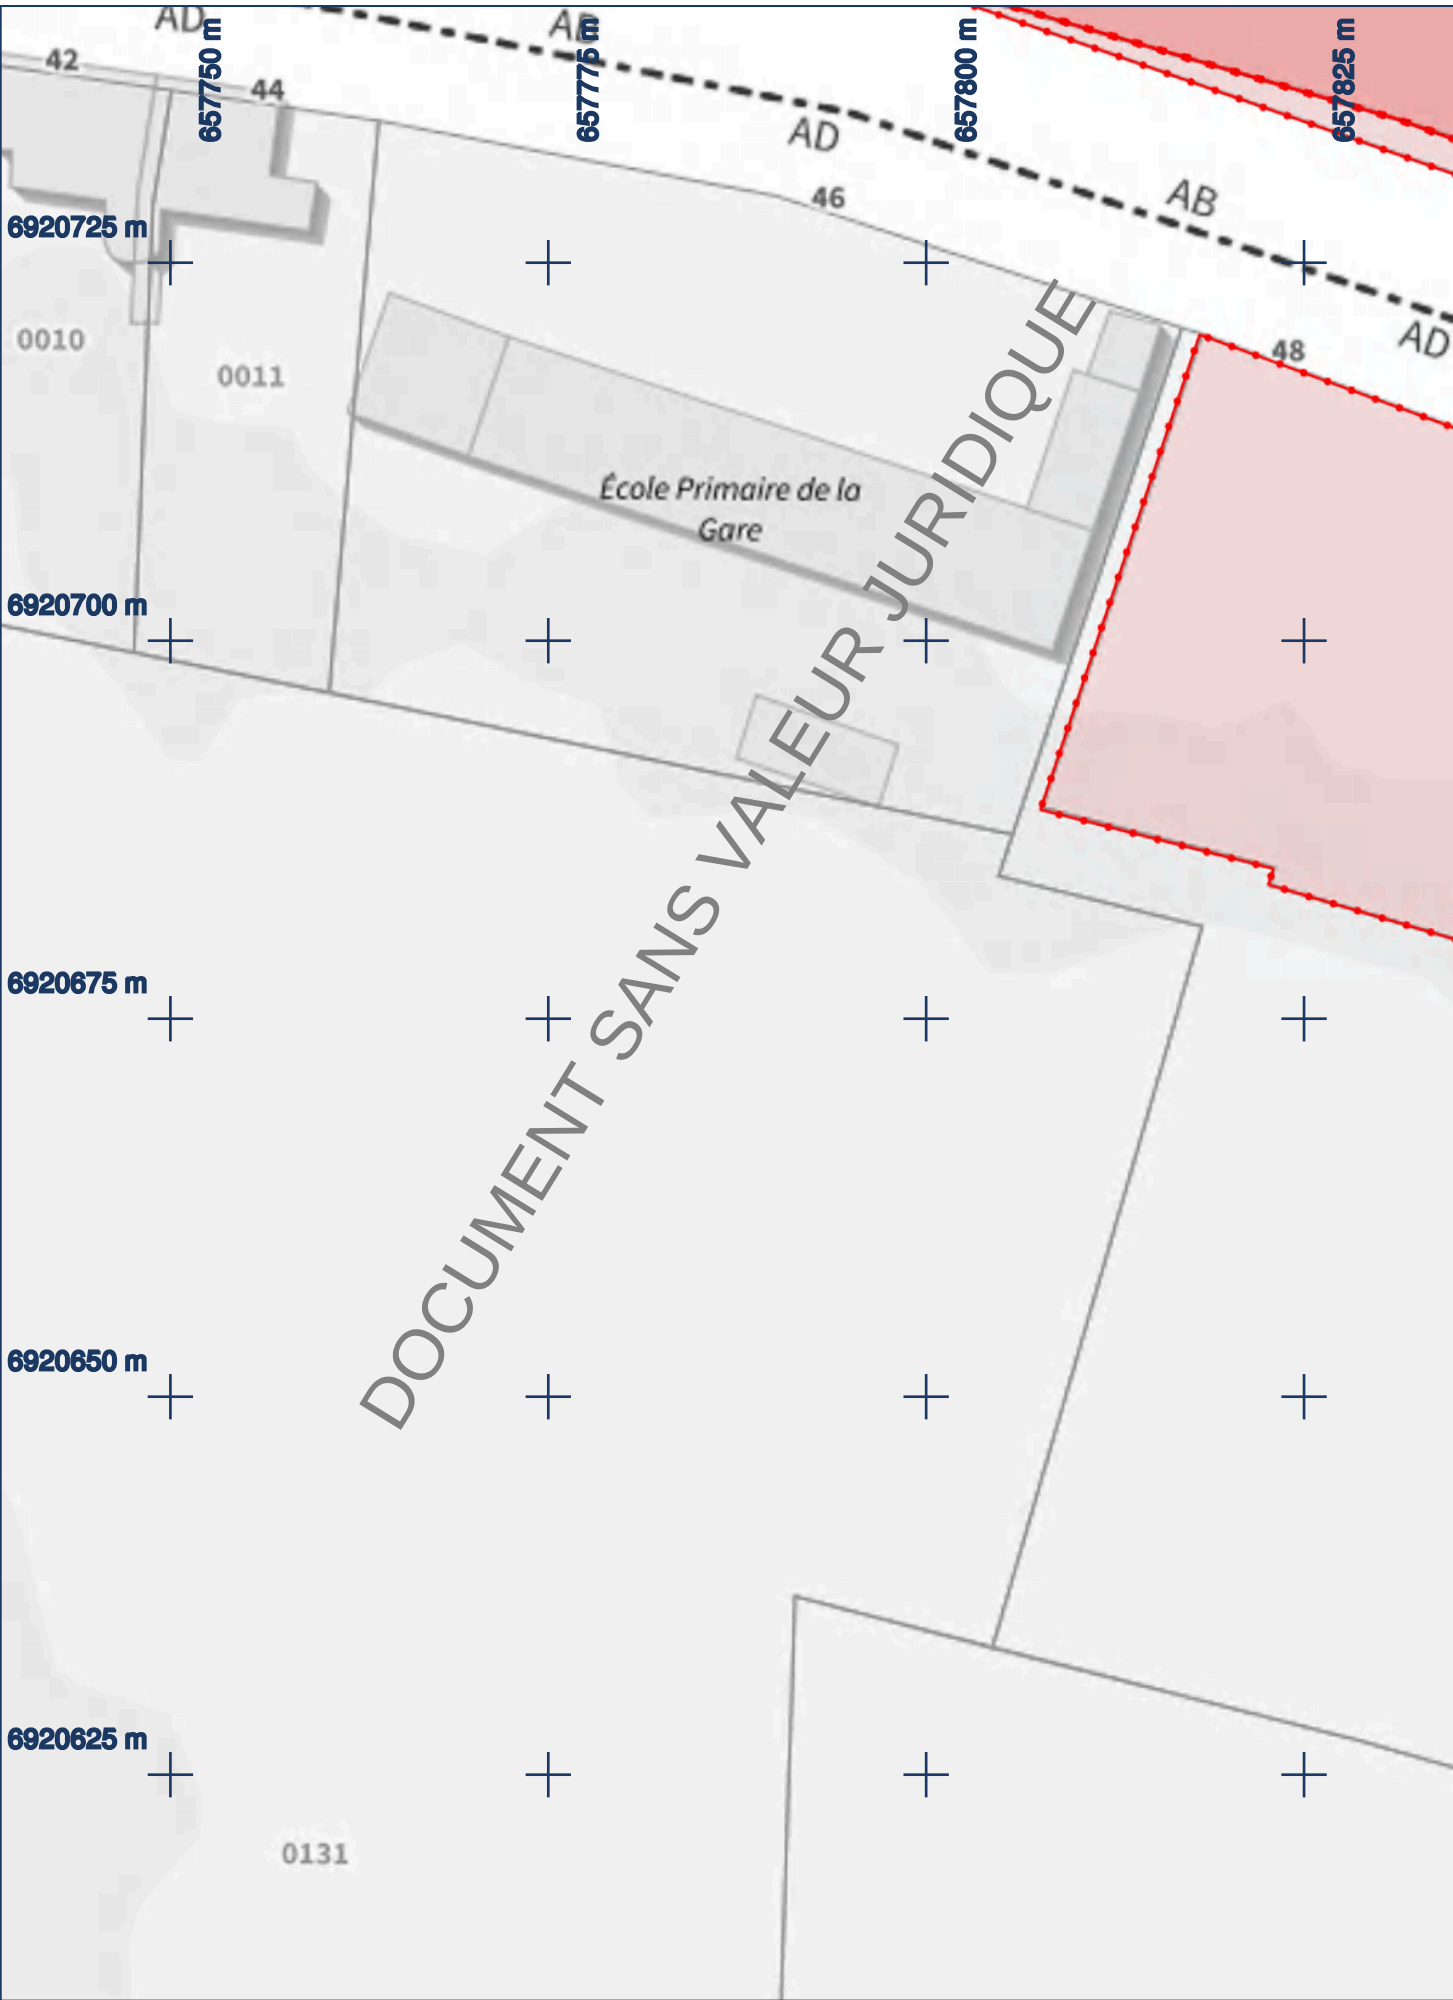 AD
AB
657750 m
657775 m
657800 m
657825 m
42
44
AD
46
AB
6920725 m
0010
0011
48
AD
École Primaire de la
Gare
6920700 m
DOCUMENT SANS VALEUR JURIDIQUE
6920675 m
6920650 m
6920625 m
0131